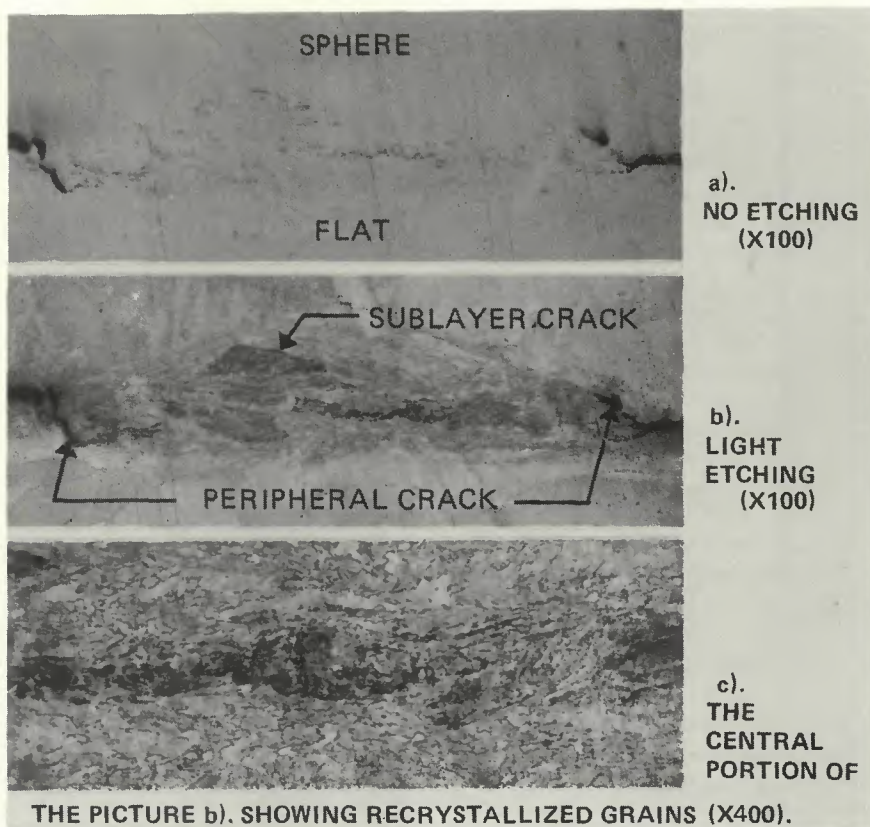 SPHERE
FLAT
a).
NO ETCHING
(X100)
SUBLAYER CRACK
PERIPHERAL CRACK
b).
LIGHT
ETCHING
(X100)
c).
THE
CENTRAL
PORTION OF
THE PICTURE b). SHOWING RECRYSTALLIZED GRAINS (X400).